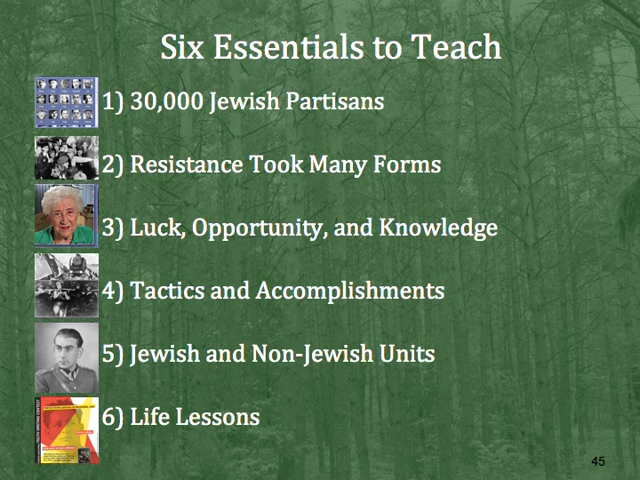 Six Essentials to Teach
1) 30,000 Jewish Partisans
2) Resistance Took Many Forms
3) Luck, Opportunity, and Knowledge
4) Tactics and Accomplishments
5) Jewish and Non-Jewish Units
6) Life Lessons
45